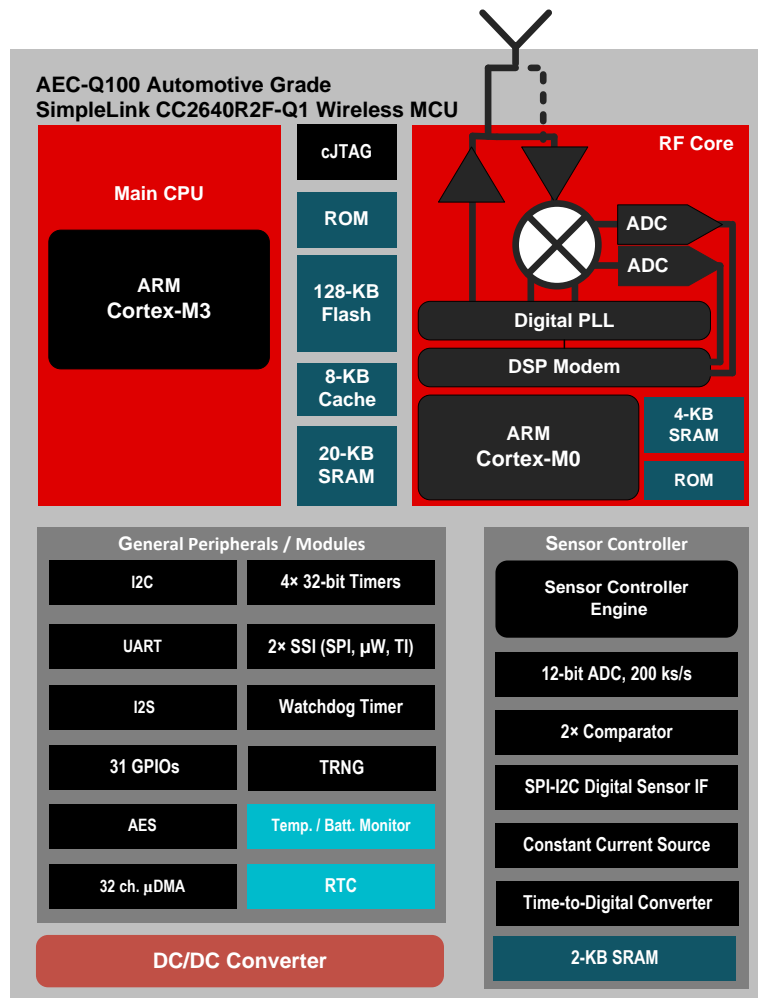 AEC-Q100 Automotive Grade
SimpleLink CC2640R2F-Q1 Wireless MCU
Main CPU
ARM
Cortex-M3
cJTAG
ROM
128-KB
Flash
8-KB
Cache
20-KB
SRAM
RF Core
ADC
ADC
Digital PLL
DSP Modem
ARM
Cortex-M0
4-KB
SRAM
ROM
General Peripherals / Modules
I2C
4× 32-bit Timers
UART
2× SSI (SPI, µW, TI)
I2S
Watchdog Timer
31 GPIOs
TRNG
AES
Temp. / Batt. Monitor
32 ch. µDMA
RTC
Sensor Controller
Sensor Controller
Engine
12-bit ADC, 200 ks/s
2× Comparator
SPI-I2C Digital Sensor IF
Constant Current Source
Time-to-Digital Converter
2-KB SRAM
DC/DC Converter